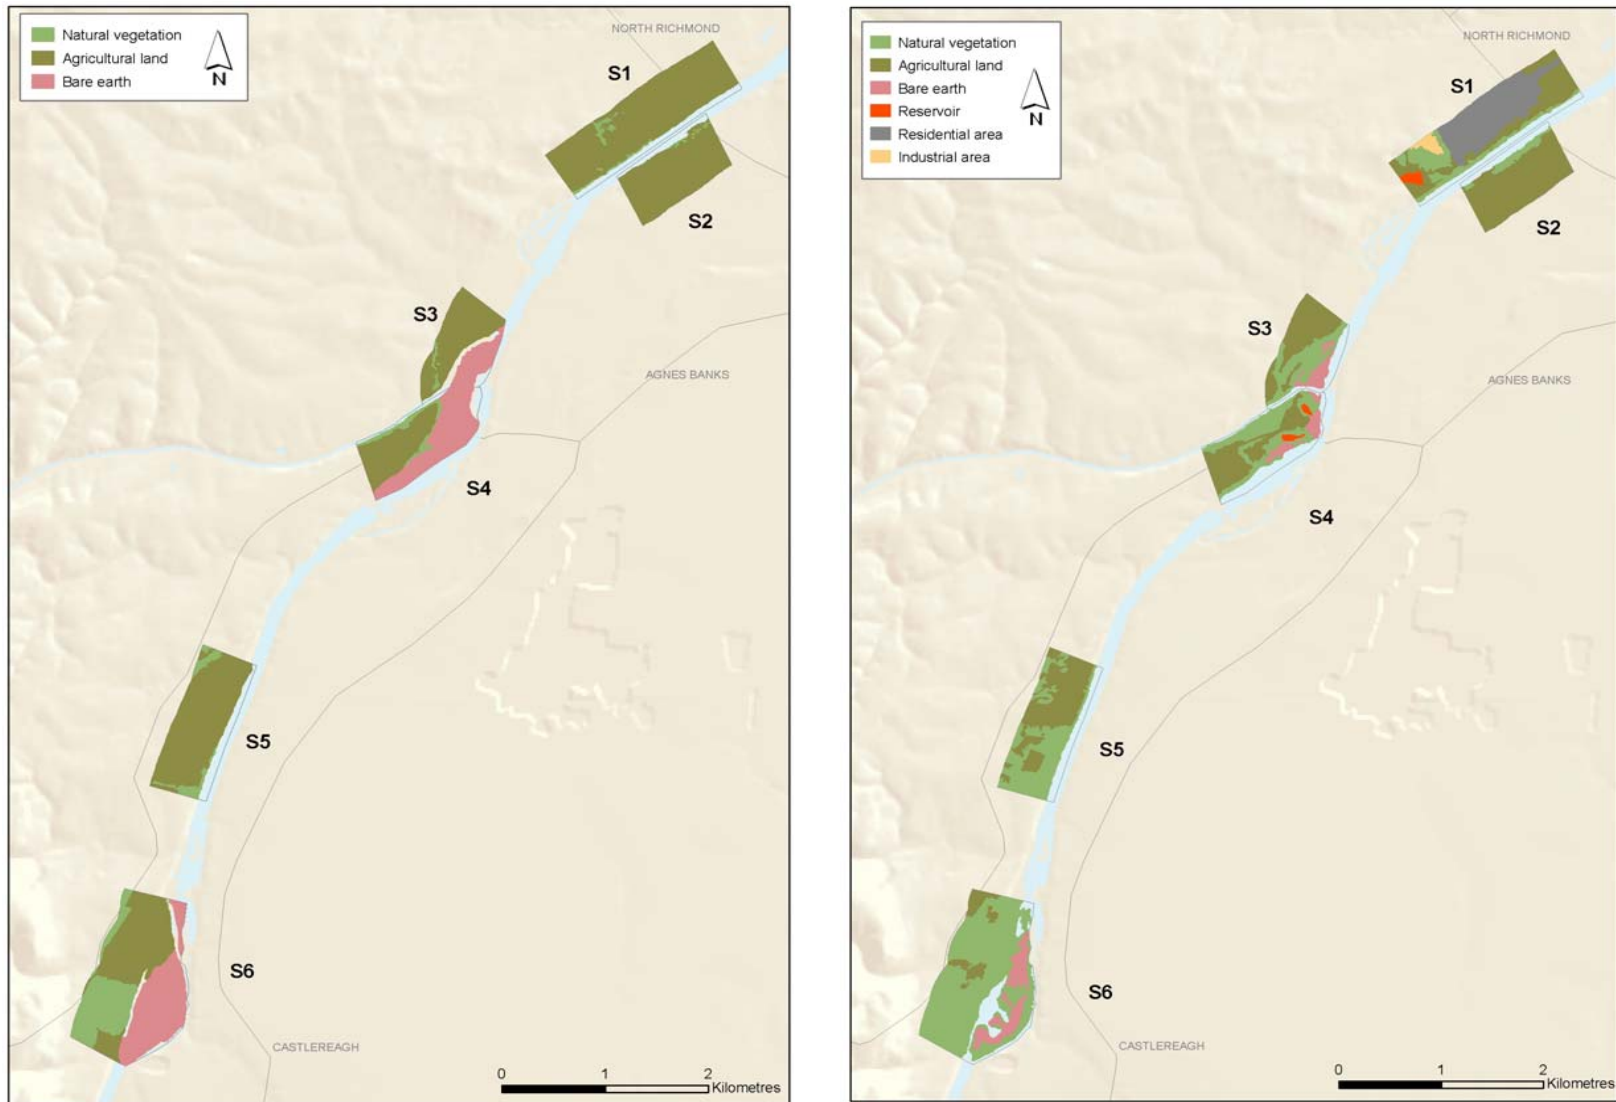 Natural vegetation
Agricultural land
Bare earth
N
NORTH RICHMOND
S1
S2
S3
AGNES BANKS
S4
S5
S6
CASTLEREAGH
0 1 2
Kilometres
Natural vegetation
Agricultural land
Bare earth
Reservoir
Residential area
Industrial area
N
NORTH RICHMOND
S1
S2
S3
AGNES BANKS
S4
S5
S6
CASTLEREAGH
0 1 2
Kilometres